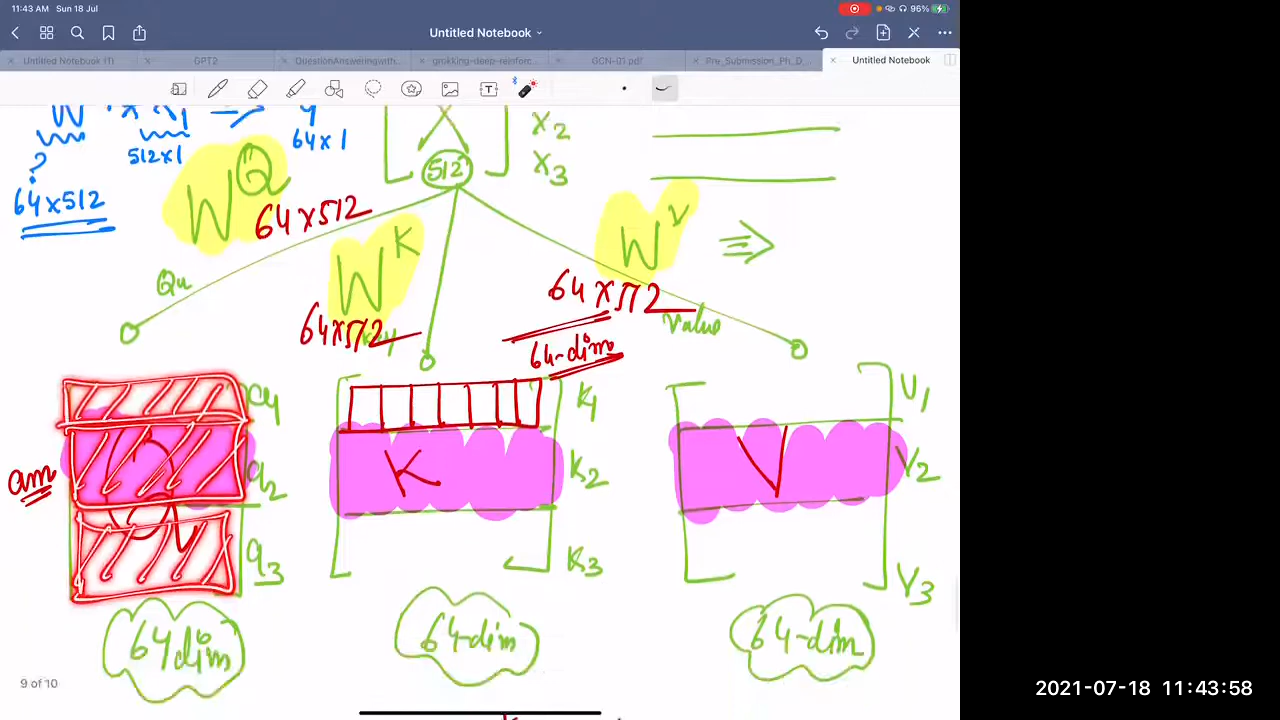 11:43 AM Sun 18 Jul
96%
Untitled Notebook
Untitled Notebook (1)
GPT2
QuestionAnsweringwith...
grokking-deep-reinforc...
GCN-01.pdf
Pre_Submission_Ph_D_...
Untitled Notebook
W x
512x1
64x1
?
64x512
X2
X3
512
W Q
64x512
W K
64x512
W V
64x512
Qu
Value
64-dim
am
q1
q2
q3
K
K1
K2
K3
V
V1
V2
V3
64 dim
64-dim
64-dim
9 of 10
2021-07-18 11:43:58